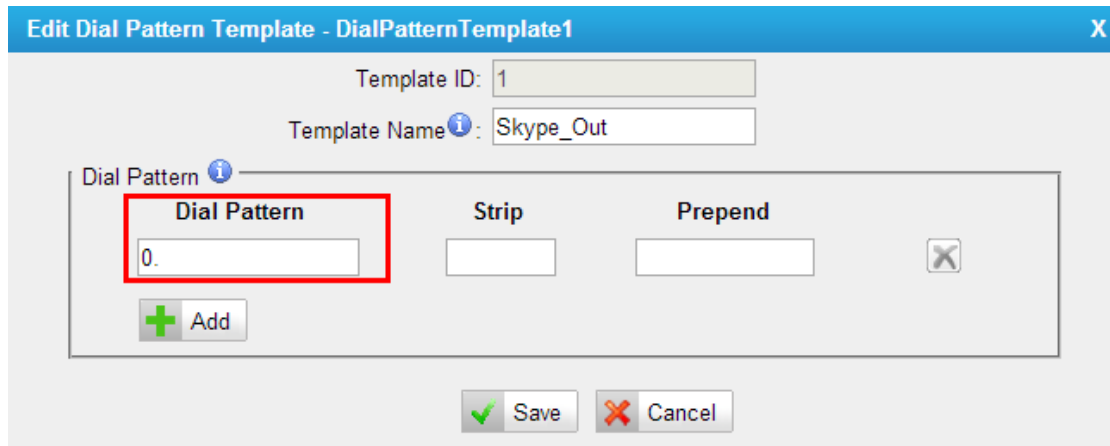 Edit Dial Pattern Template - DialPatternTemplate1 X
Template ID: 1
Template Name i : Skype_Out
Dial Pattern i
Dial Pattern Strip Prepend
0.
Add
Save Cancel